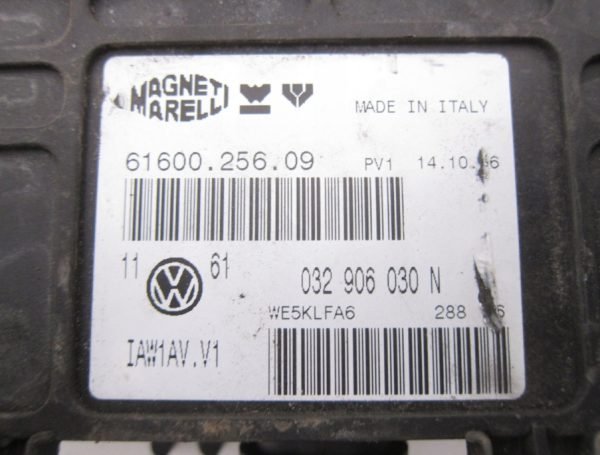 MAGNETI
MARELLI
MADE IN ITALY
61600.256.09 PV1
11 61
032 906 030 N
WE5KLFA6 288
IAW1AV.V1